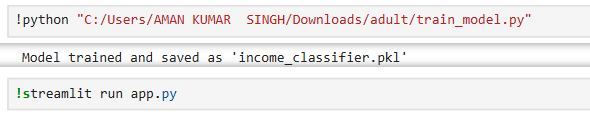 !python "C:/Users/AMAN KUMAR  SINGH/Downloads/adult/train_model.py"
Model trained and saved as 'income_classifier.pkl'
!streamlit run app.py